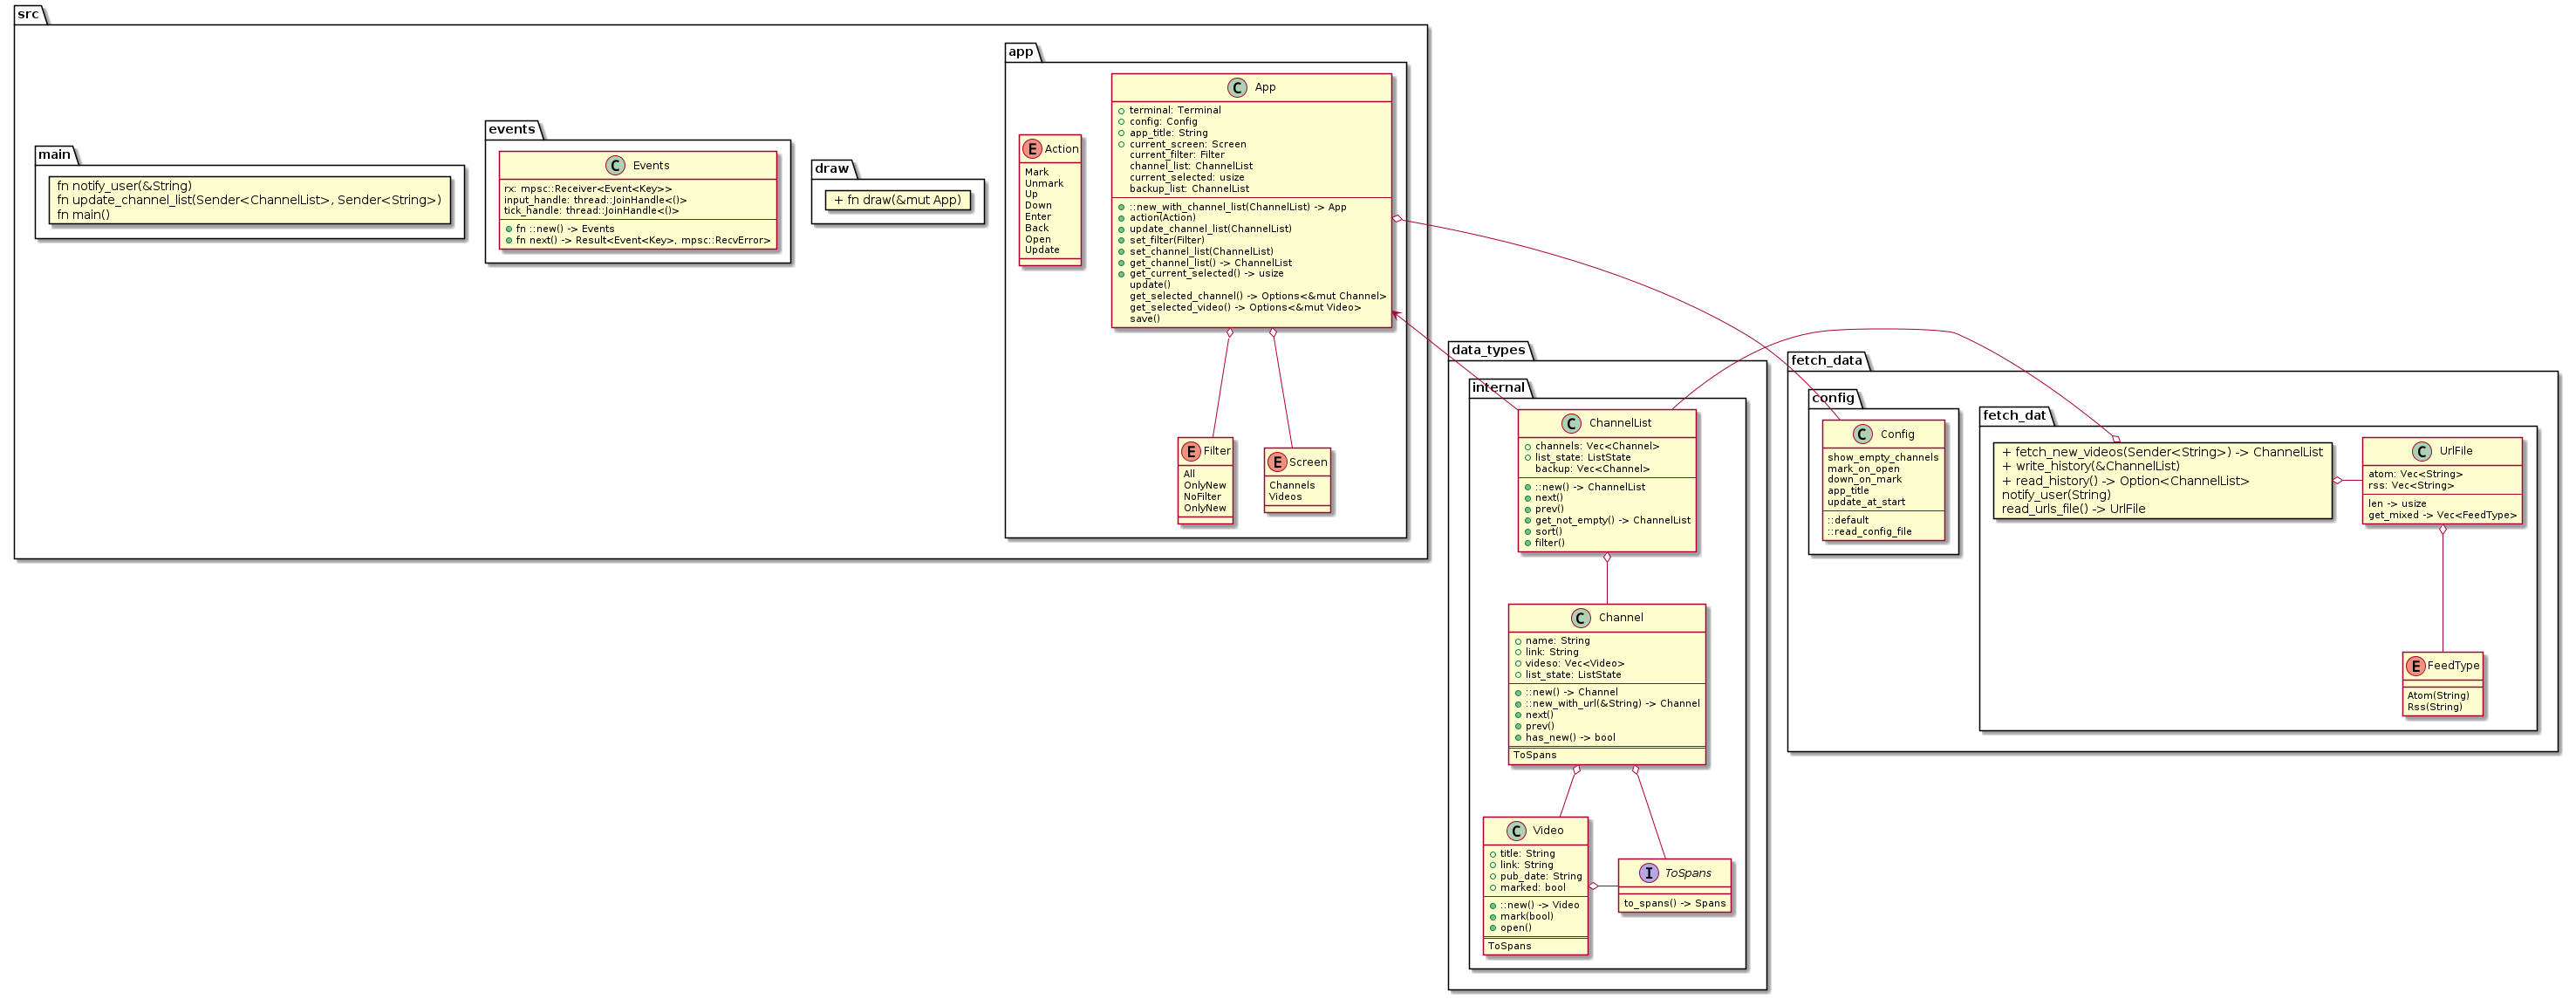 src
main
fn notify_user(&String)
fn update_channel_list(Sender<ChannelList>, Sender<String>)
fn main()
events
C Events
rx: mpsc::Receiver<Event<Key>>
input_handle: thread::JoinHandle<()>
tick_handle: thread::JoinHandle<()>
fn ::new() -> Events
fn next() -> Result<Event<Key>, mpsc::RecvError>
draw
+ fn draw(&mut App)
app
E Action
Mark
Unmark
Up
Down
Enter
Back
Open
Update
C App
terminal: Terminal
config: Config
app_title: String
current_screen: Screen
current_filter: Filter
channel_list: ChannelList
current_selected: usize
backup_list: ChannelList
::new_with_channel_list(ChannelList) -> App
action(Action)
update_channel_list(ChannelList)
set_filter(Filter)
set_channel_list(ChannelList)
get_channel_list() -> ChannelList
get_current_selected() -> usize
update()
get_selected_channel() -> Options<&mut Channel>
get_selected_video() -> Options<&mut Video>
save()
E Filter
All
OnlyNew
NoFilter
OnlyNew
E Screen
Channels
Videos
data_types
internal
C ChannelList
channels: Vec<Channel>
list_state: ListState
backup: Vec<Channel>
::new() -> ChannelList
next()
prev()
get_not_empty() -> ChannelList
sort()
filter()
C Channel
name: String
link: String
videso: Vec<Video>
list_state: ListState
::new() -> Channel
::new_with_url(&String) -> Channel
next()
prev()
has_new() -> bool
ToSpans
C Video
title: String
link: String
pub_date: String
marked: bool
::new() -> Video
mark(bool)
open()
ToSpans
I ToSpans
to_spans() -> Spans
fetch_data
config
C Config
show_empty_channels
mark_on_open
down_on_mark
app_title
update_at_start
::default
::read_config_file
fetch_dat
+ fetch_new_videos(Sender<String>) -> ChannelList
+ write_history(&ChannelList)
+ read_history() -> Option<ChannelList>
notify_user(String)
read_urls_file() -> UrlFile
C UrlFile
atom: Vec<String>
rss: Vec<String>
len -> usize
get_mixed -> Vec<FeedType>
E FeedType
Atom(String)
Rss(String)